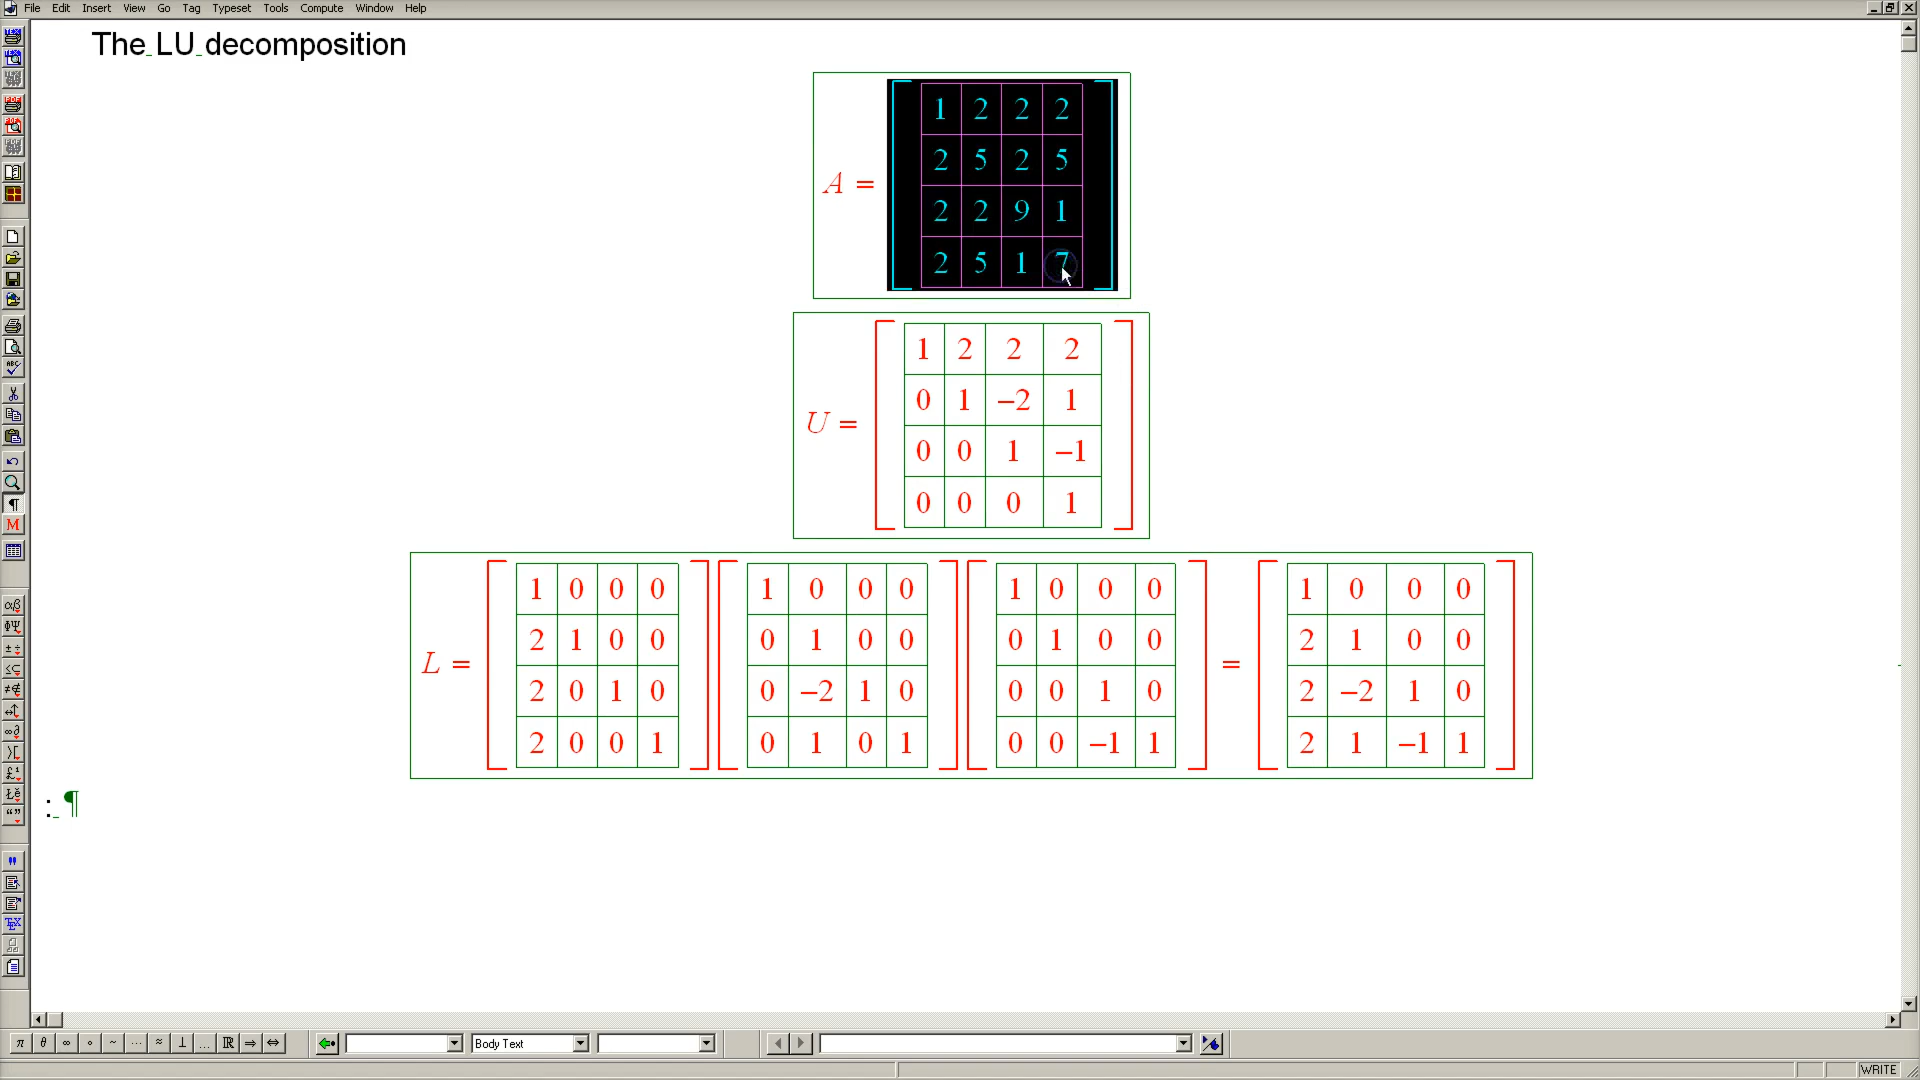 File Edit Insert View Go Tag Typeset Tools Compute Window Help
The LU decomposition
A = [ 1 2 2 2
2 5 2 5
2 2 9 1
2 5 1 7 ]
U = [ 1 2 2 2
0 1 −2 1
0 0 1 −1
0 0 0 1 ]
L = [ 1 0 0 0 ] [ 1 0 0 0 ] [ 1 0 0 0 ] = [ 1 0 0 0 ]
2 1 0 0 0 1 0 0 0 1 0 0 2 1 0 0
2 0 1 0 0 −2 1 0 0 0 1 0 2 −2 1 0
2 0 0 1 0 1 0 1 0 0 −1 1 2 1 −1 1
: ¶
π θ ∞ ∘ ~ ⋯ ≈ ⊥ … ℝ ⇒ ⇔ Body Text
WRITE